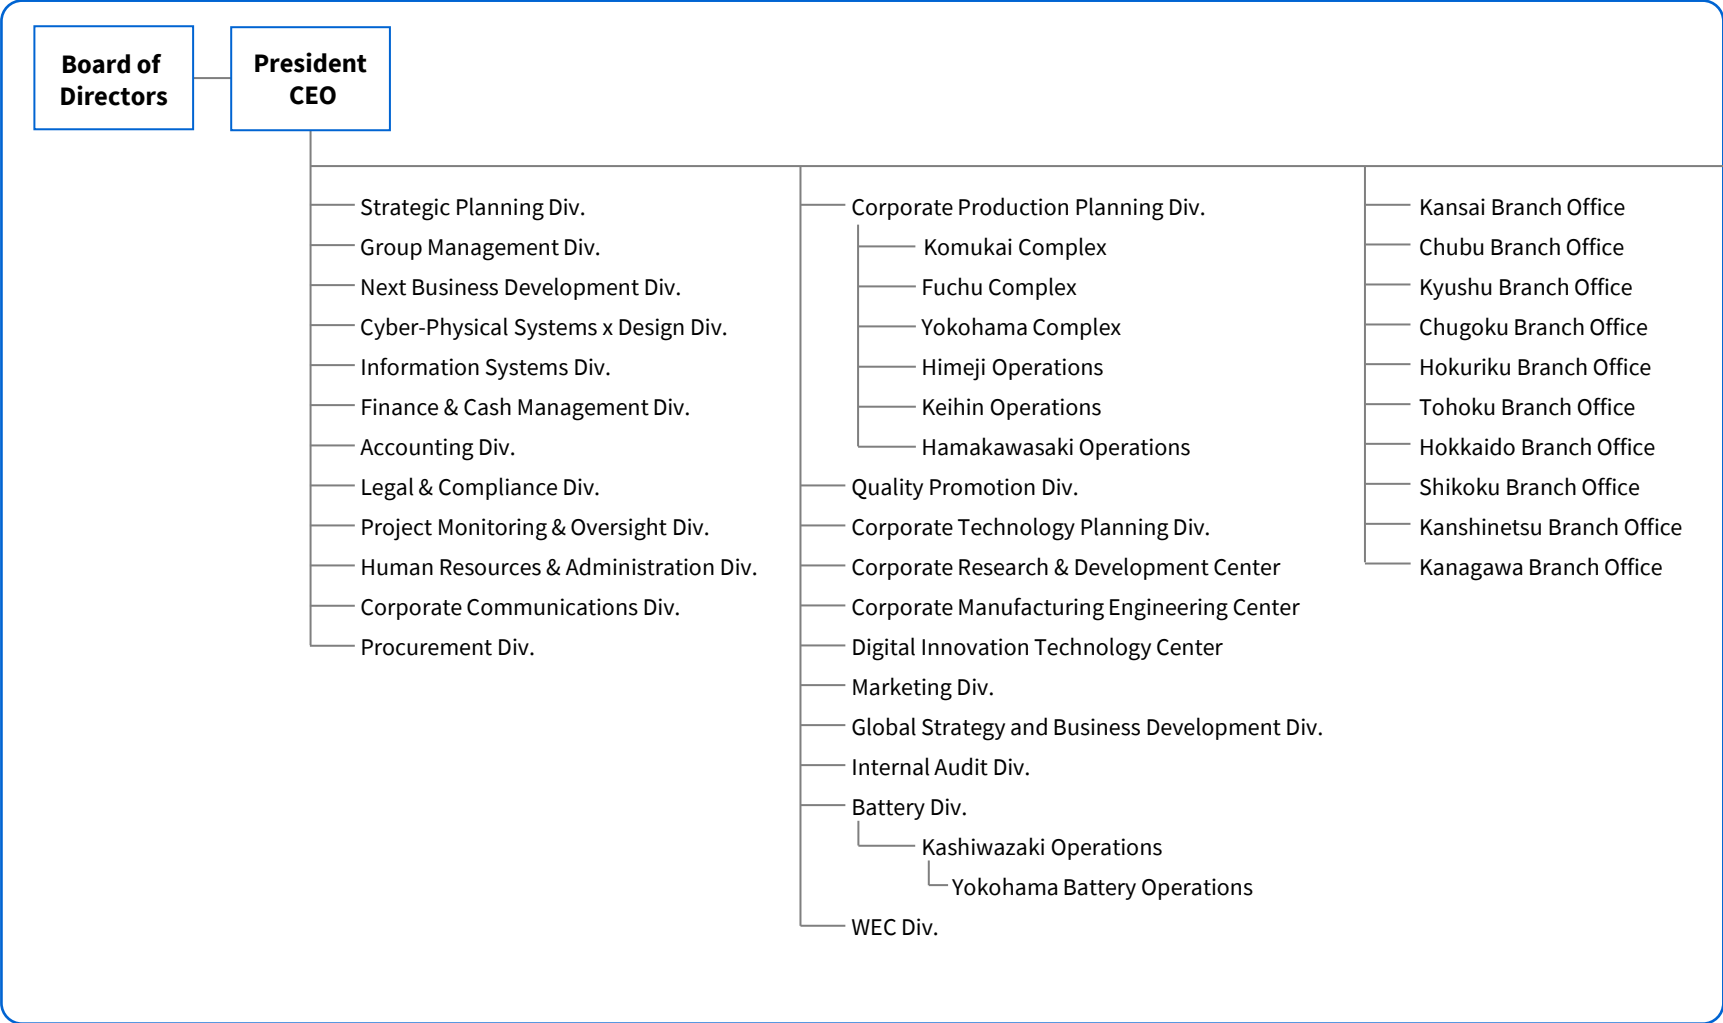 Board of
Directors
President
CEO
Strategic Planning Div.
Group Management Div.
Next Business Development Div.
Cyber-Physical Systems x Design Div.
Information Systems Div.
Finance & Cash Management Div.
Accounting Div.
Legal & Compliance Div.
Project Monitoring & Oversight Div.
Human Resources & Administration Div.
Corporate Communications Div.
Procurement Div.
Corporate Production Planning Div.
Komukai Complex
Fuchu Complex
Yokohama Complex
Himeji Operations
Keihin Operations
Hamakawasaki Operations
Quality Promotion Div.
Corporate Technology Planning Div.
Corporate Research & Development Center
Corporate Manufacturing Engineering Center
Digital Innovation Technology Center
Marketing Div.
Global Strategy and Business Development Div.
Internal Audit Div.
Battery Div.
Kashiwazaki Operations
Yokohama Battery Operations
WEC Div.
Kansai Branch Office
Chubu Branch Office
Kyushu Branch Office
Chugoku Branch Office
Hokuriku Branch Office
Tohoku Branch Office
Hokkaido Branch Office
Shikoku Branch Office
Kanshinetsu Branch Office
Kanagawa Branch Office